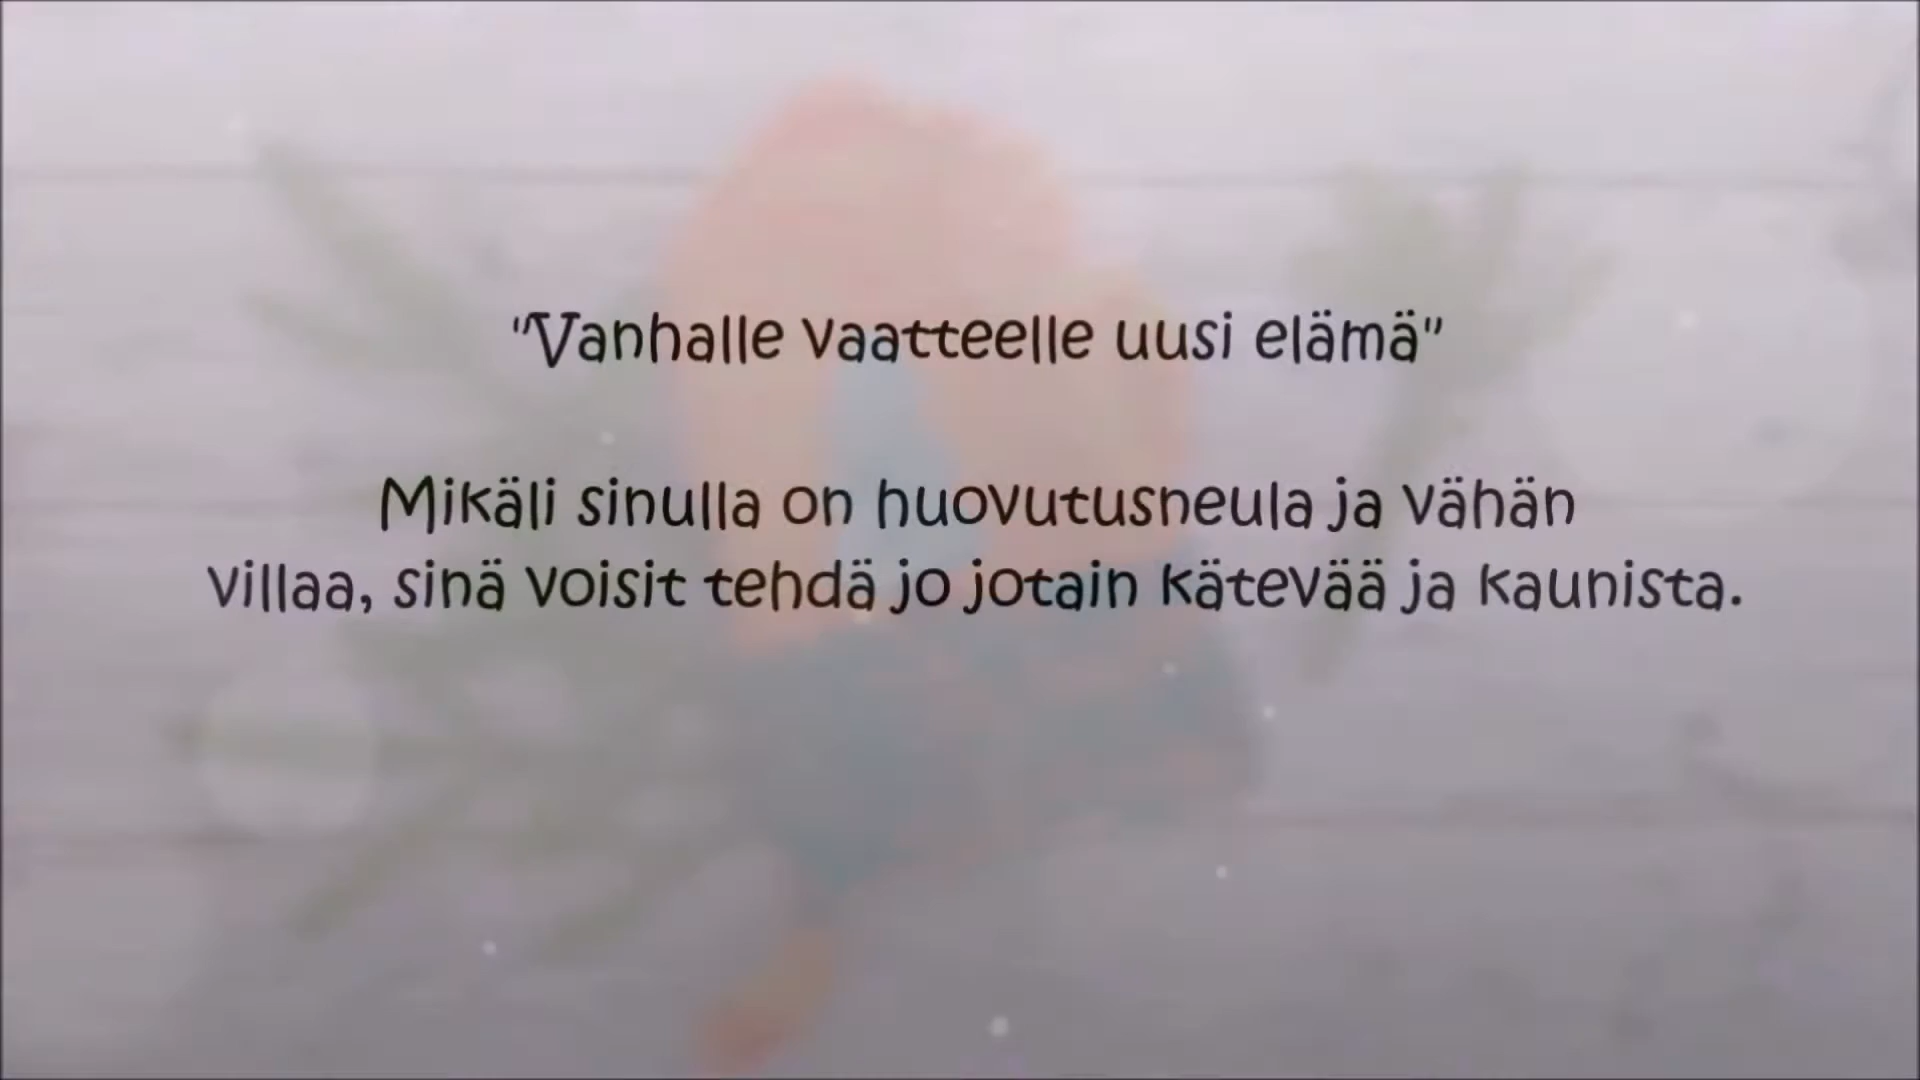 "Vanhalle vaatteelle uusi elämä"
Mikäli sinulla on huovutusneula ja vähän
villaa, sinä voisit tehdä jo jotain kätevää ja kaunista.